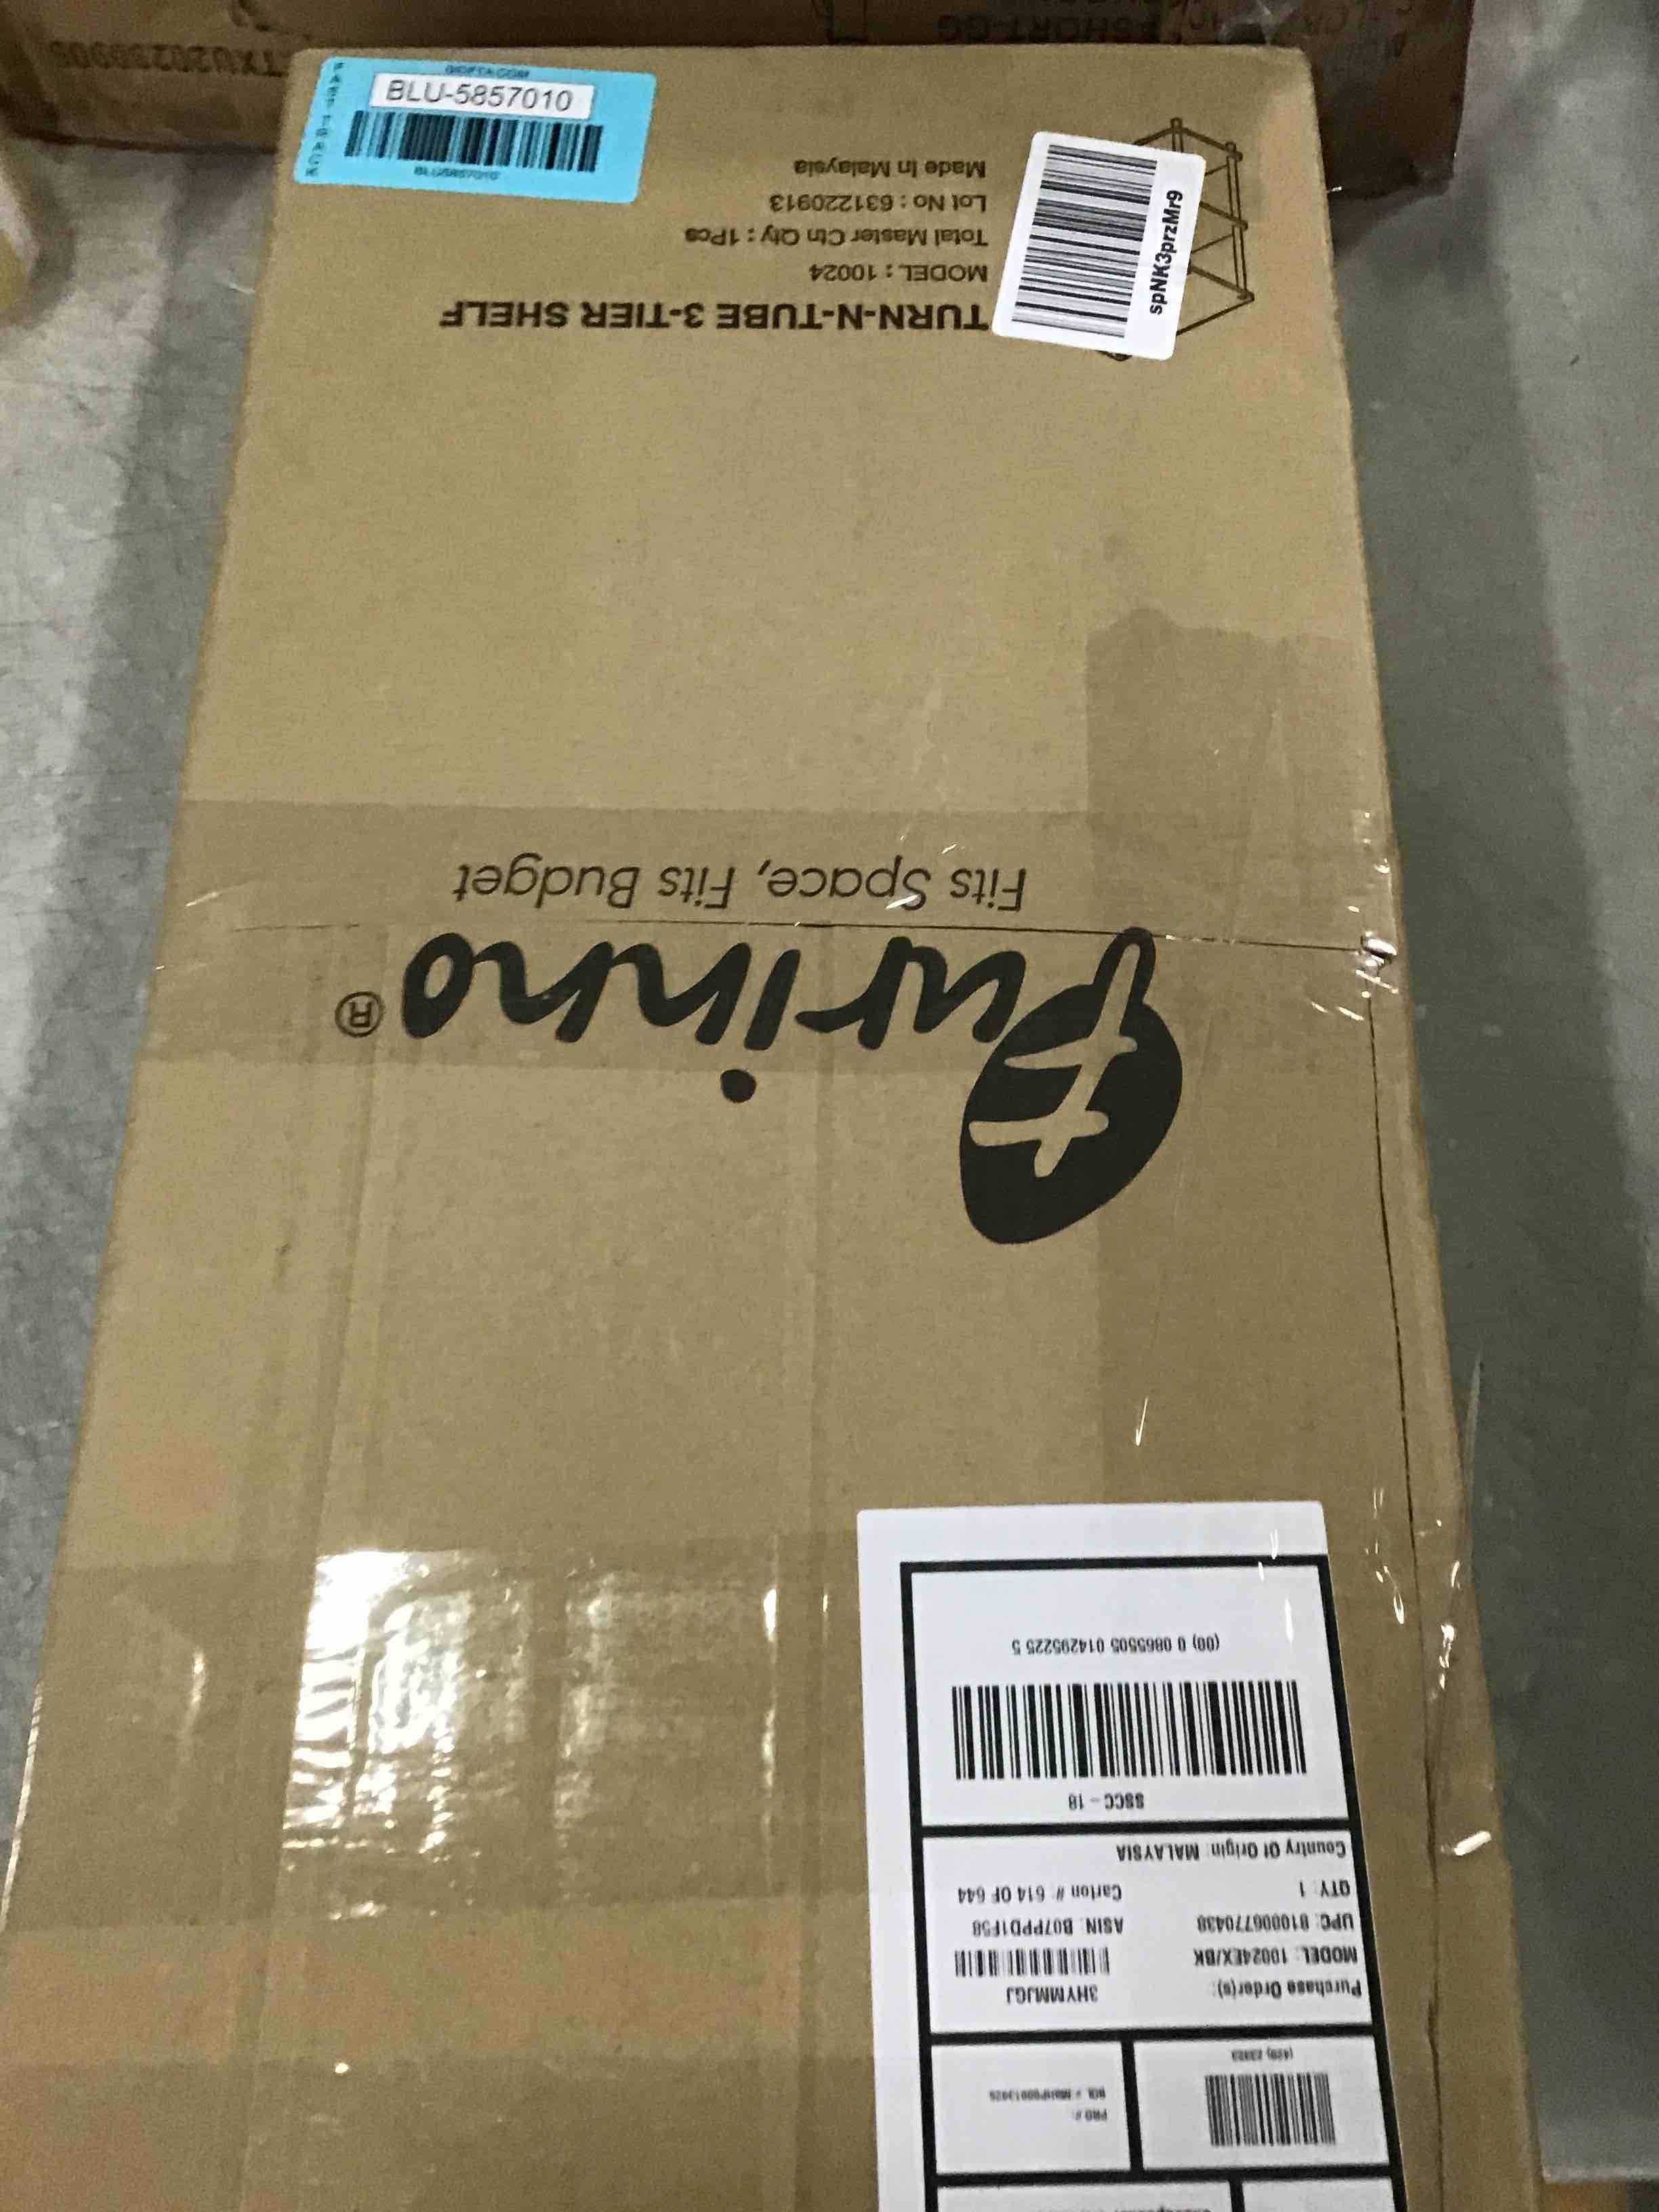 BLU-5857010
FAST TRACK
BLU5857010
spNK3przMr9
Purchase Order(s):
3HYMMJGJ
MODEL: 10024EX/BK
UPC: 810006770438
ASIN: B07PPD1F58
QTY: 1
Carton #: 614 OF 644
Country Of Origin: MALAYSIA
SSCC - 18
(00) 0 0865505 014295225 5
PRO #:
Furinno®
Fits Space, Fits Budget
TURN-N-TUBE 3-TIER SHELF
MODEL : 10024
Total Master Ctn Qty : 1Pcs
Lot No : 631220913
Made In Malaysia